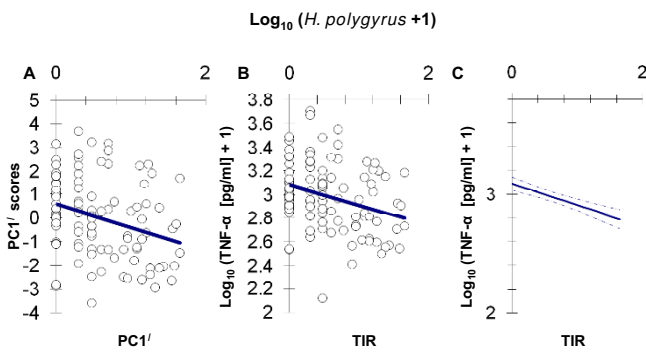 Log10 (H. polygyrus +1)
A 0 2 B 0 2 C 0 2
PC1/ scores
5
4
3
2
1
0
-1
-2
-3
-4
PC1/
Log10 (TNF-α [pg/ml] + 1)
3.8
3.6
3.4
3.2
3
2.8
2.6
2.4
2.2
2
TIR
Log10 (TNF-α [pg/ml] + 1)
3
2
TIR